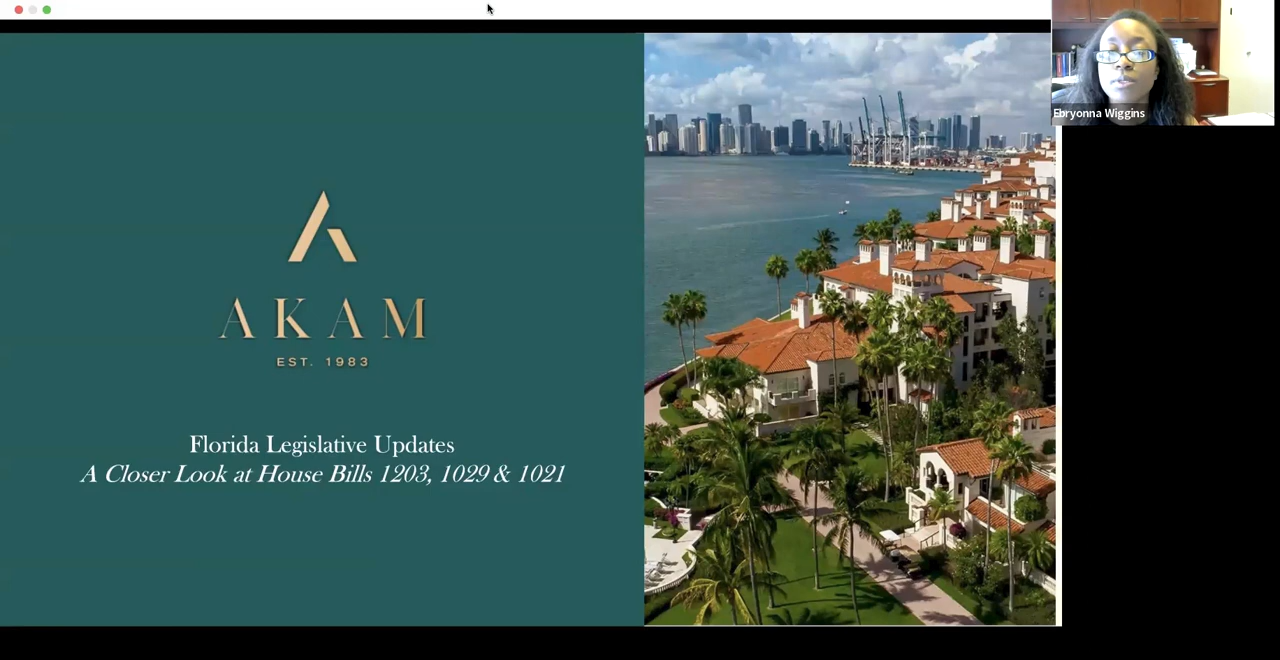 Ebryonna Wiggins
AKAM
EST. 1983
Florida Legislative Updates
A Closer Look at House Bills 1203, 1029 & 1021